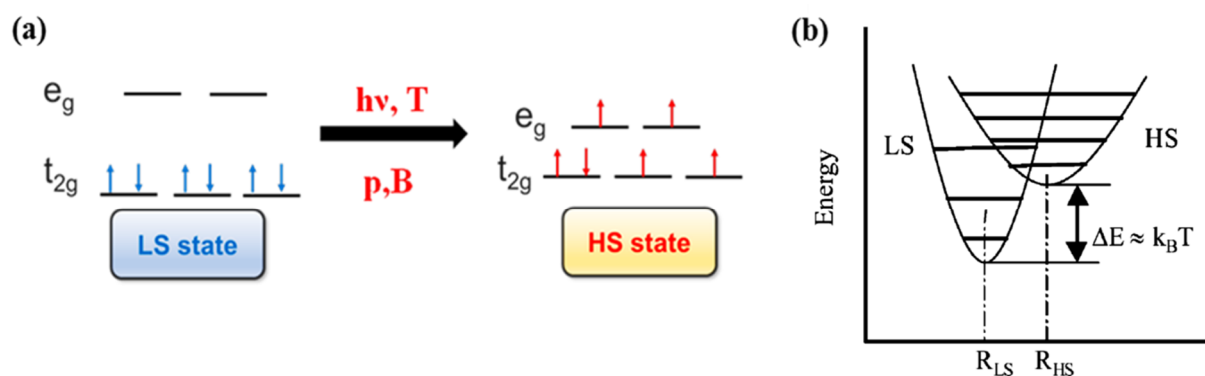 (a)
e_g
t_2g
LS state
hν, T
p,B
e_g
t_2g
HS state
(b)
Energy
LS
HS
ΔE ≈ k_BT
R_LS
R_HS